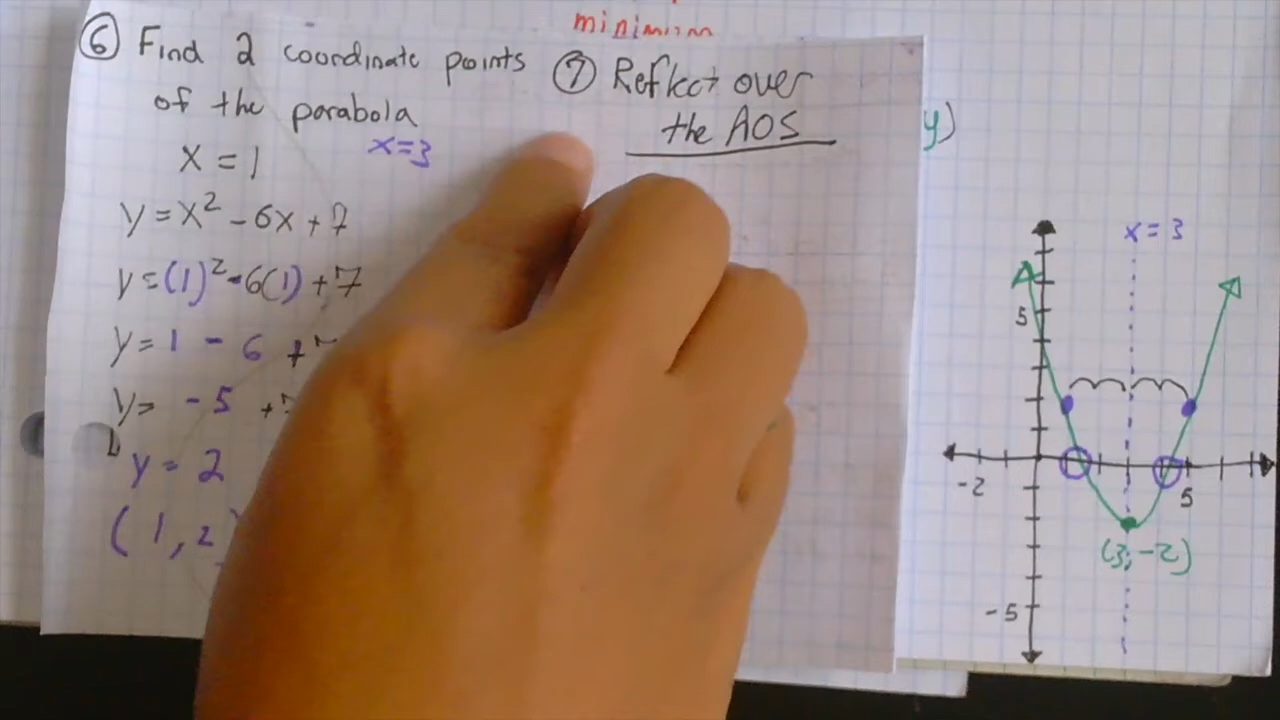 minimum
⑥ Find 2 coordinate points
of the parabola
x = 1
x=3
y = x² - 6x + 7
y = (1)² - 6(1) + 7
y = 1 - 6 +
y = -5 +
y = 2
(1, 2
⑦ Reflect over
the AOS
y)
x = 3
5
-2
5
(3, -2)
-5